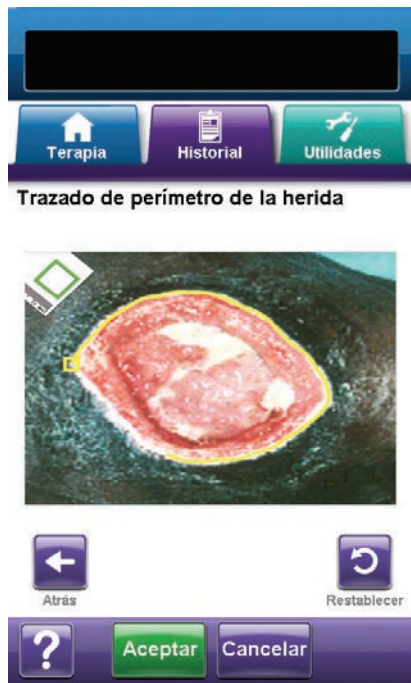 Terapia
Historial
Utilidades
Trazado de perímetro de la herida
Atrás
Restablecer
?
Aceptar
Cancelar